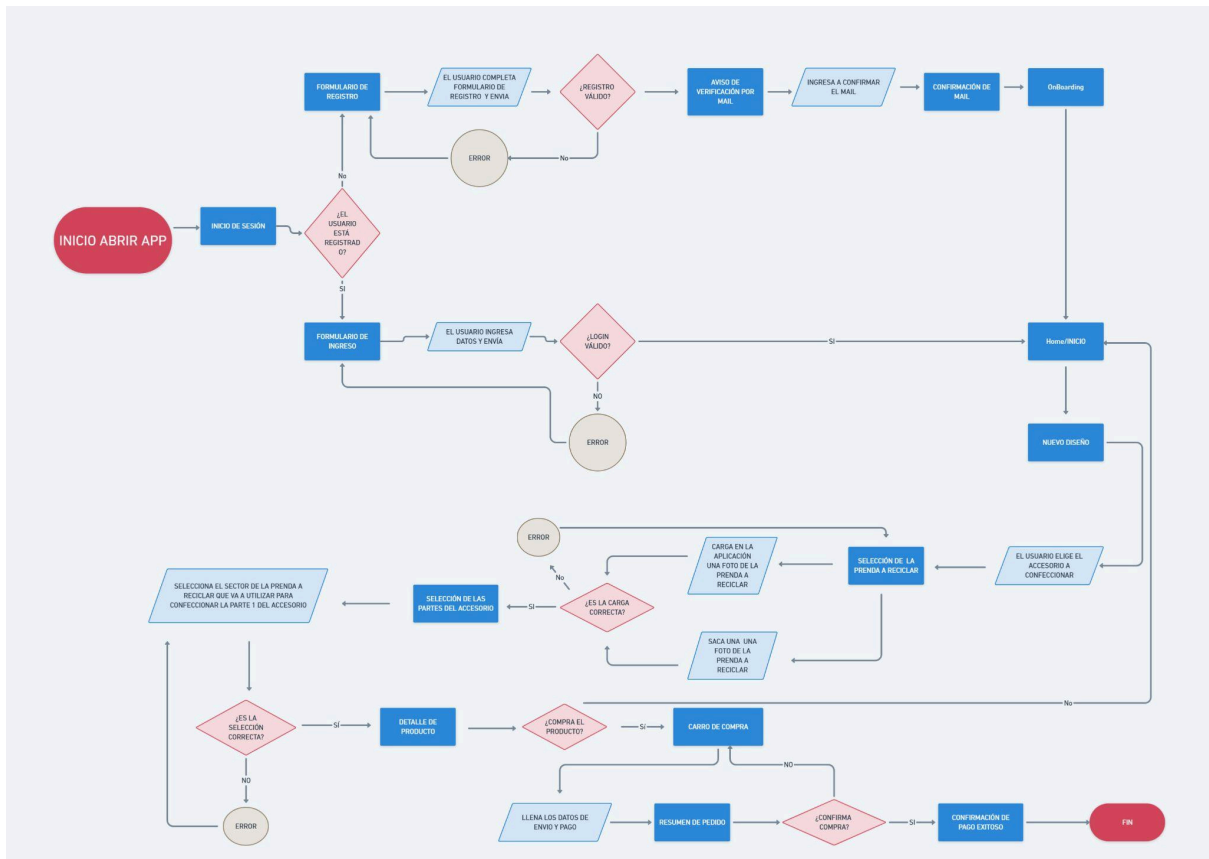 FORMULARIO DE
REGISTRO
EL USUARIO COMPLETA
FORMULARIO DE
REGISTRO Y ENVIA
¿REGISTRO
VÁLIDO?
AVISO DE
VERIFICACIÓN POR
MAIL
INGRESA A CONFIRMAR
EL MAIL
CONFIRMACIÓN DE
MAIL
OnBoarding
No
ERROR
No
INICIO ABRIR APP
INICIO DE SESIÓN
¿EL
USUARIO
ESTÁ
REGISTRAD
O?
SI
FORMULARIO DE
INGRESO
EL USUARIO INGRESA
DATOS Y ENVÍA
¿LOGIN
VÁLIDO?
SI
Home/INICIO
NO
ERROR
NUEVO DISEÑO
ERROR
No
CARGA EN LA
APLICACIÓN
UNA FOTO DE LA
PRENDA A
RECICLAR
SELECCIÓN DE LA
PRENDA A RECICLAR
EL USUARIO ELIGE EL
ACCESORIO A
CONFECCIONAR
SELECCIONA EL SECTOR DE LA PRENDA A
RECICLAR QUE VA A UTILIZAR PARA
CONFECCIONAR LA PARTE 1 DEL ACCESORIO
SELECCIÓN DE LAS
PARTES DEL ACCESORIO
SI
¿ES LA CARGA
CORRECTA?
SACA UNA UNA
FOTO DE LA
PRENDA A
RECICLAR
¿ES LA
SELECCIÓN
CORRECTA?
SÍ
DETALLE DE
PRODUCTO
¿COMPRA EL
PRODUCTO?
Sí
CARRO DE COMPRA
No
NO
ERROR
NO
LLENA LOS DATOS DE
ENVIO Y PAGO
RESUMEN DE PEDIDO
¿CONFIRMA
COMPRA?
SI
CONFIRMACIÓN DE
PAGO EXITOSO
FIN